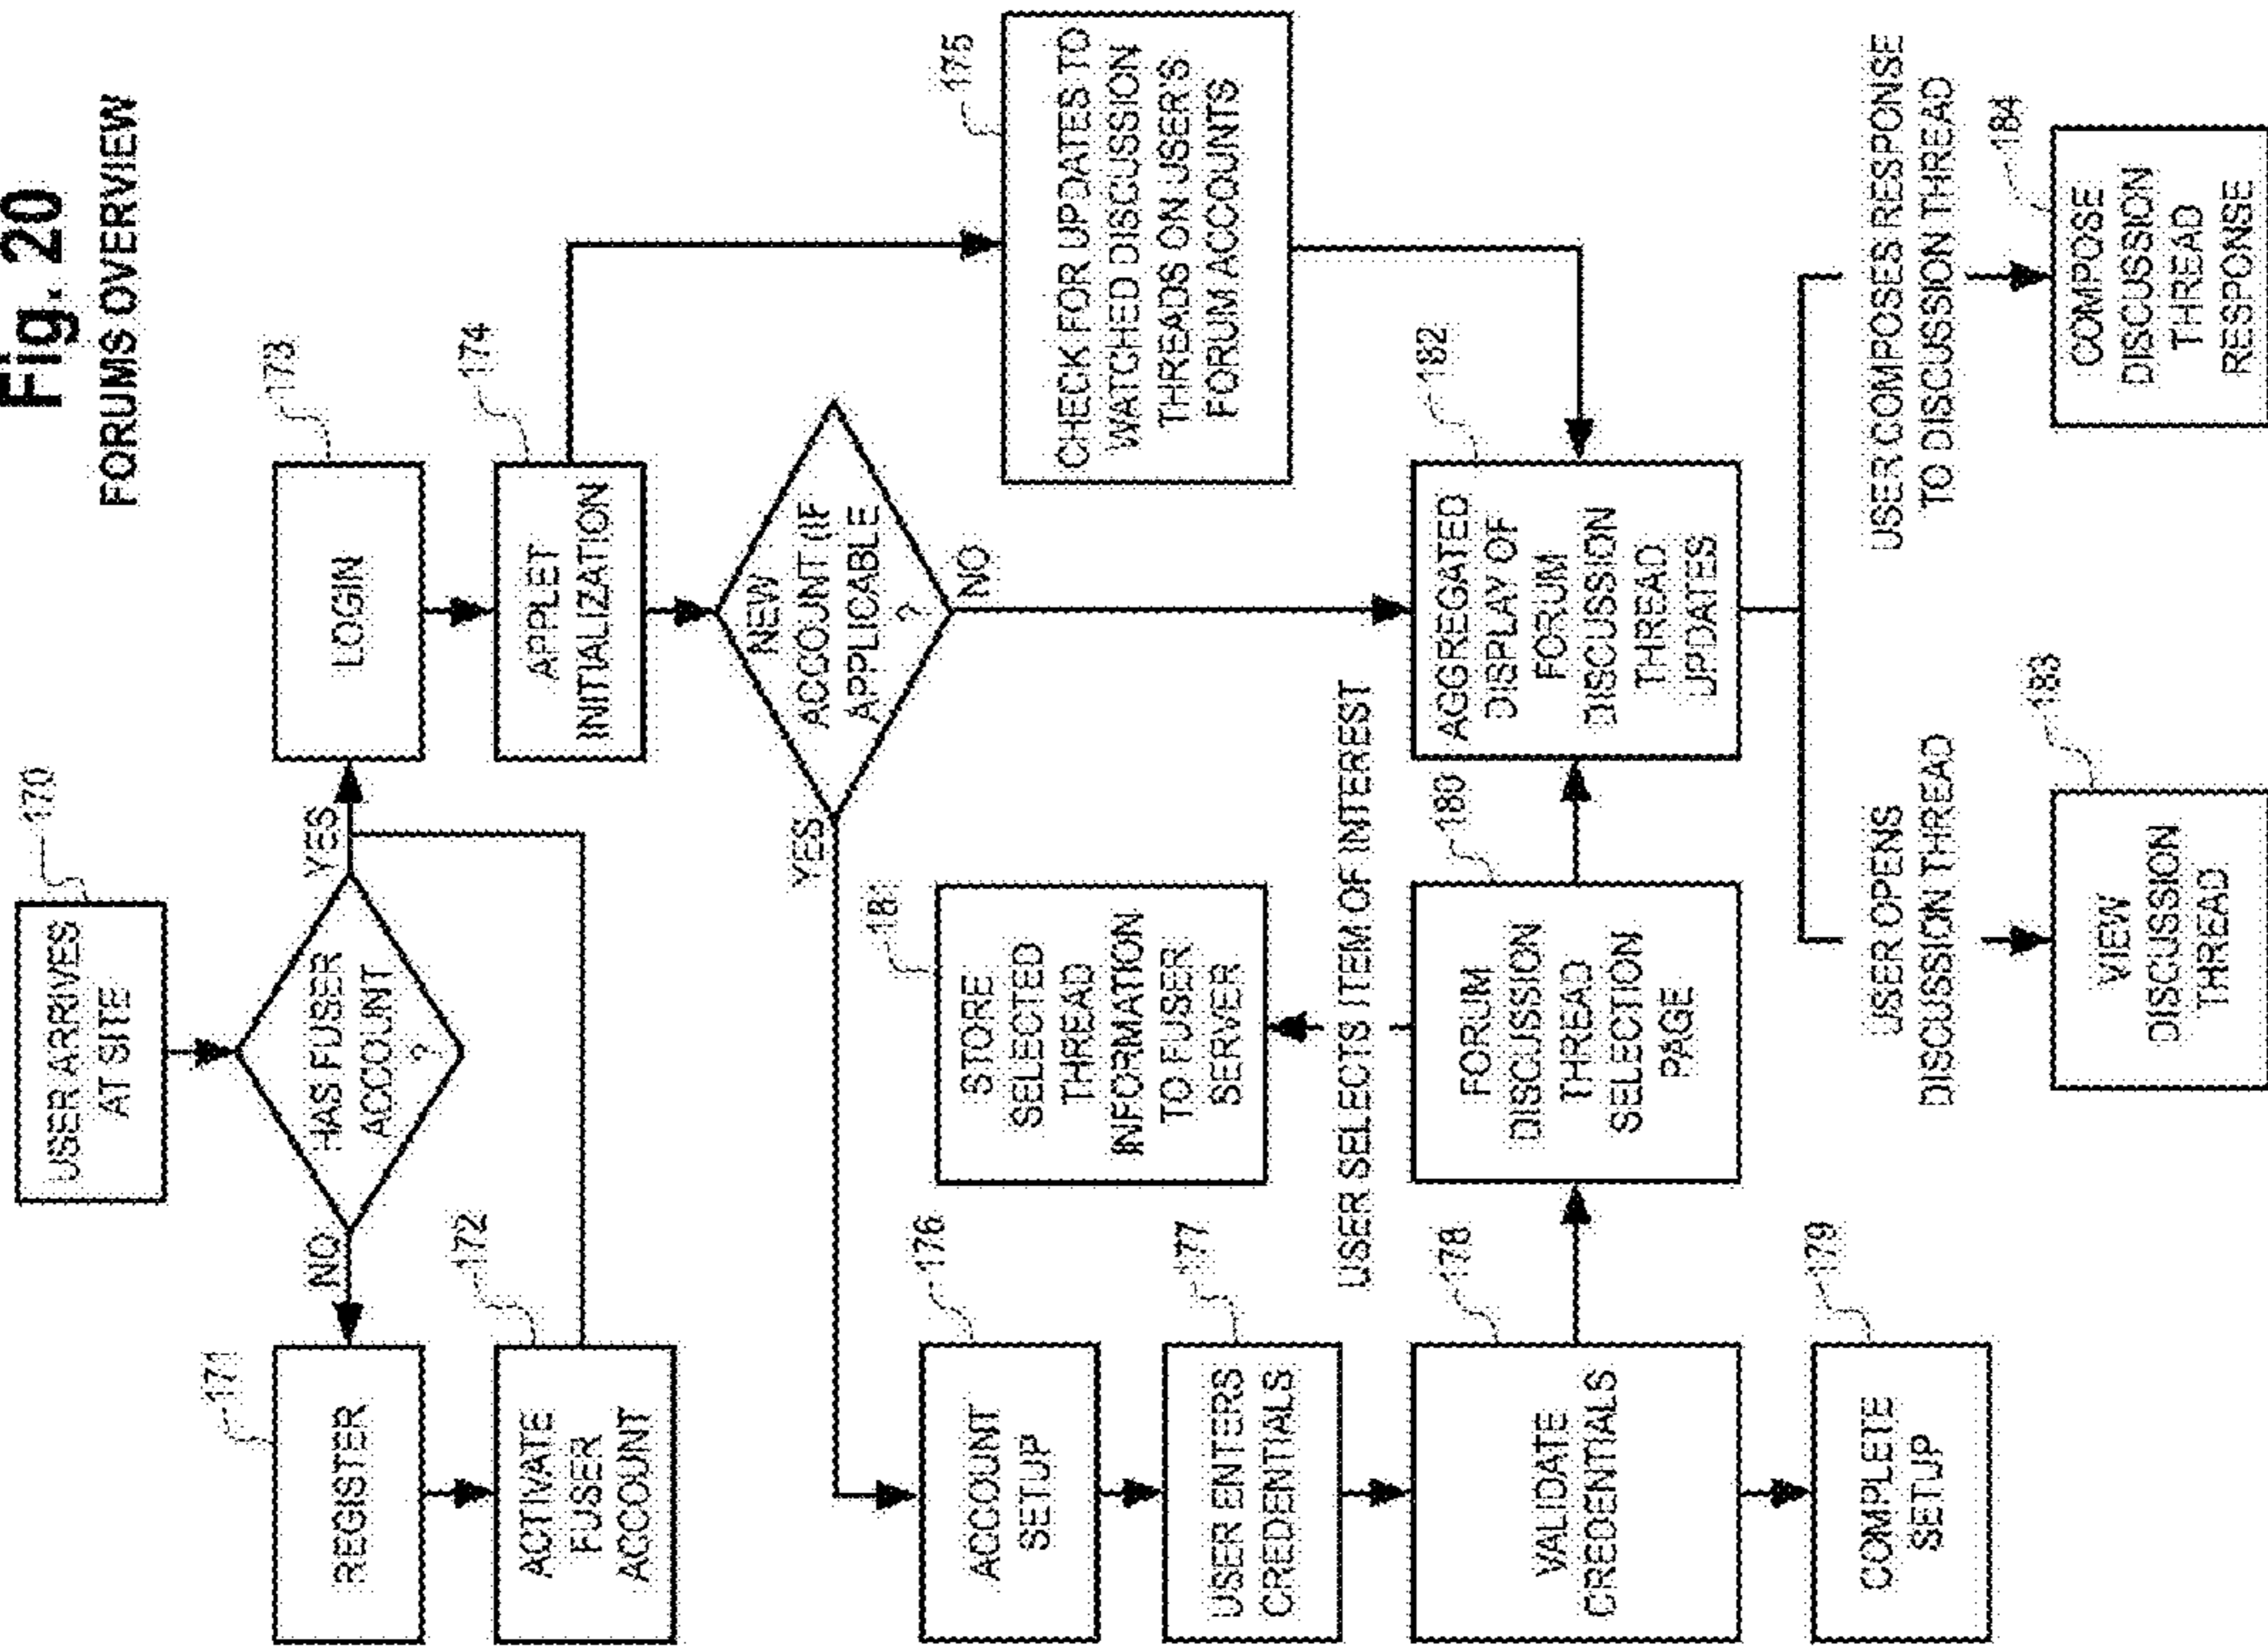 Fig. 20
FORUMS OVERVIEW
170
USER ARRIVES
AT SITE
HAS FUSER
ACCOUNT
?
NO
YES
171
REGISTER
172
ACTIVATE
FUSER
ACCOUNT
173
LOGIN
174
APPLET
INITIALIZATION
NEW
ACCOUNT (IF
APPLICABLE
?
YES
NO
175
CHECK FOR UPDATES TO
WATCHED DISCUSSION
THREADS ON USER'S
FORUM ACCOUNTS
176
ACCOUNT
SETUP
177
USER ENTERS
CREDENTIALS
178
VALIDATE
CREDENTIALS
179
COMPLETE
SETUP
181
STORE
SELECTED
THREAD
INFORMATION
TO FUSER
SERVER
USER SELECTS ITEM OF INTEREST
180
FORUM
DISCUSSION
THREAD
SELECTION
PAGE
182
AGGREGATED
DISPLAY OF
FORUM
DISCUSSION
THREAD
UPDATES
USER OPENS
DISCUSSION THREAD
183
VIEW
DISCUSSION
THREAD
USER COMPOSES RESPONSE
TO DISCUSSION THREAD
184
COMPOSE
DISCUSSION
THREAD
RESPONSE